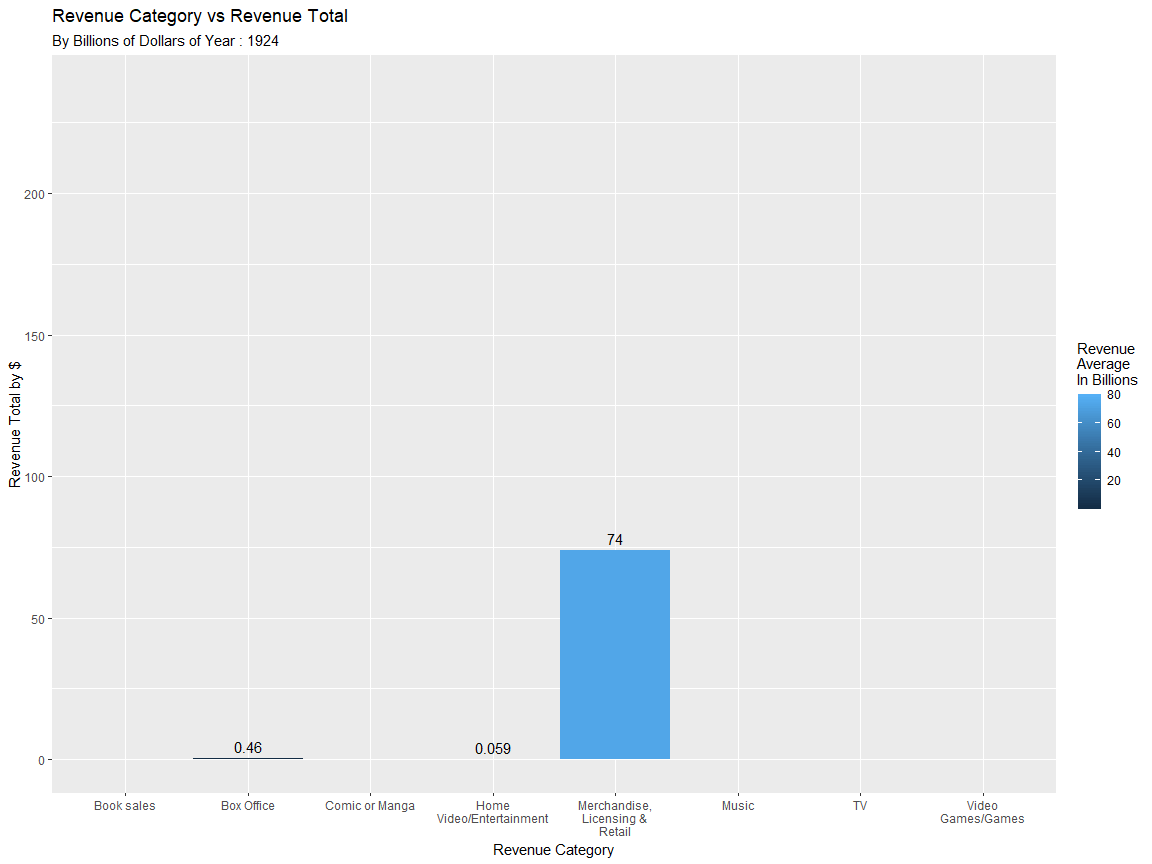 Revenue Category vs Revenue Total
By Billions of Dollars of Year : 1924
Revenue Total by $
200
150
100
50
0
74
0.46
0.059
Book sales
Box Office
Comic or Manga
Home
Video/Entertainment
Merchandise,
Licensing &
Retail
Music
TV
Video
Games/Games
Revenue Category
Revenue
Average
In Billions
80
60
40
20